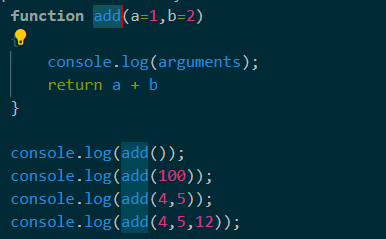 function add(a=1,b=2)
{
console.log(arguments);
return a + b
}
console.log(add());
console.log(add(100));
console.log(add(4,5));
console.log(add(4,5,12));